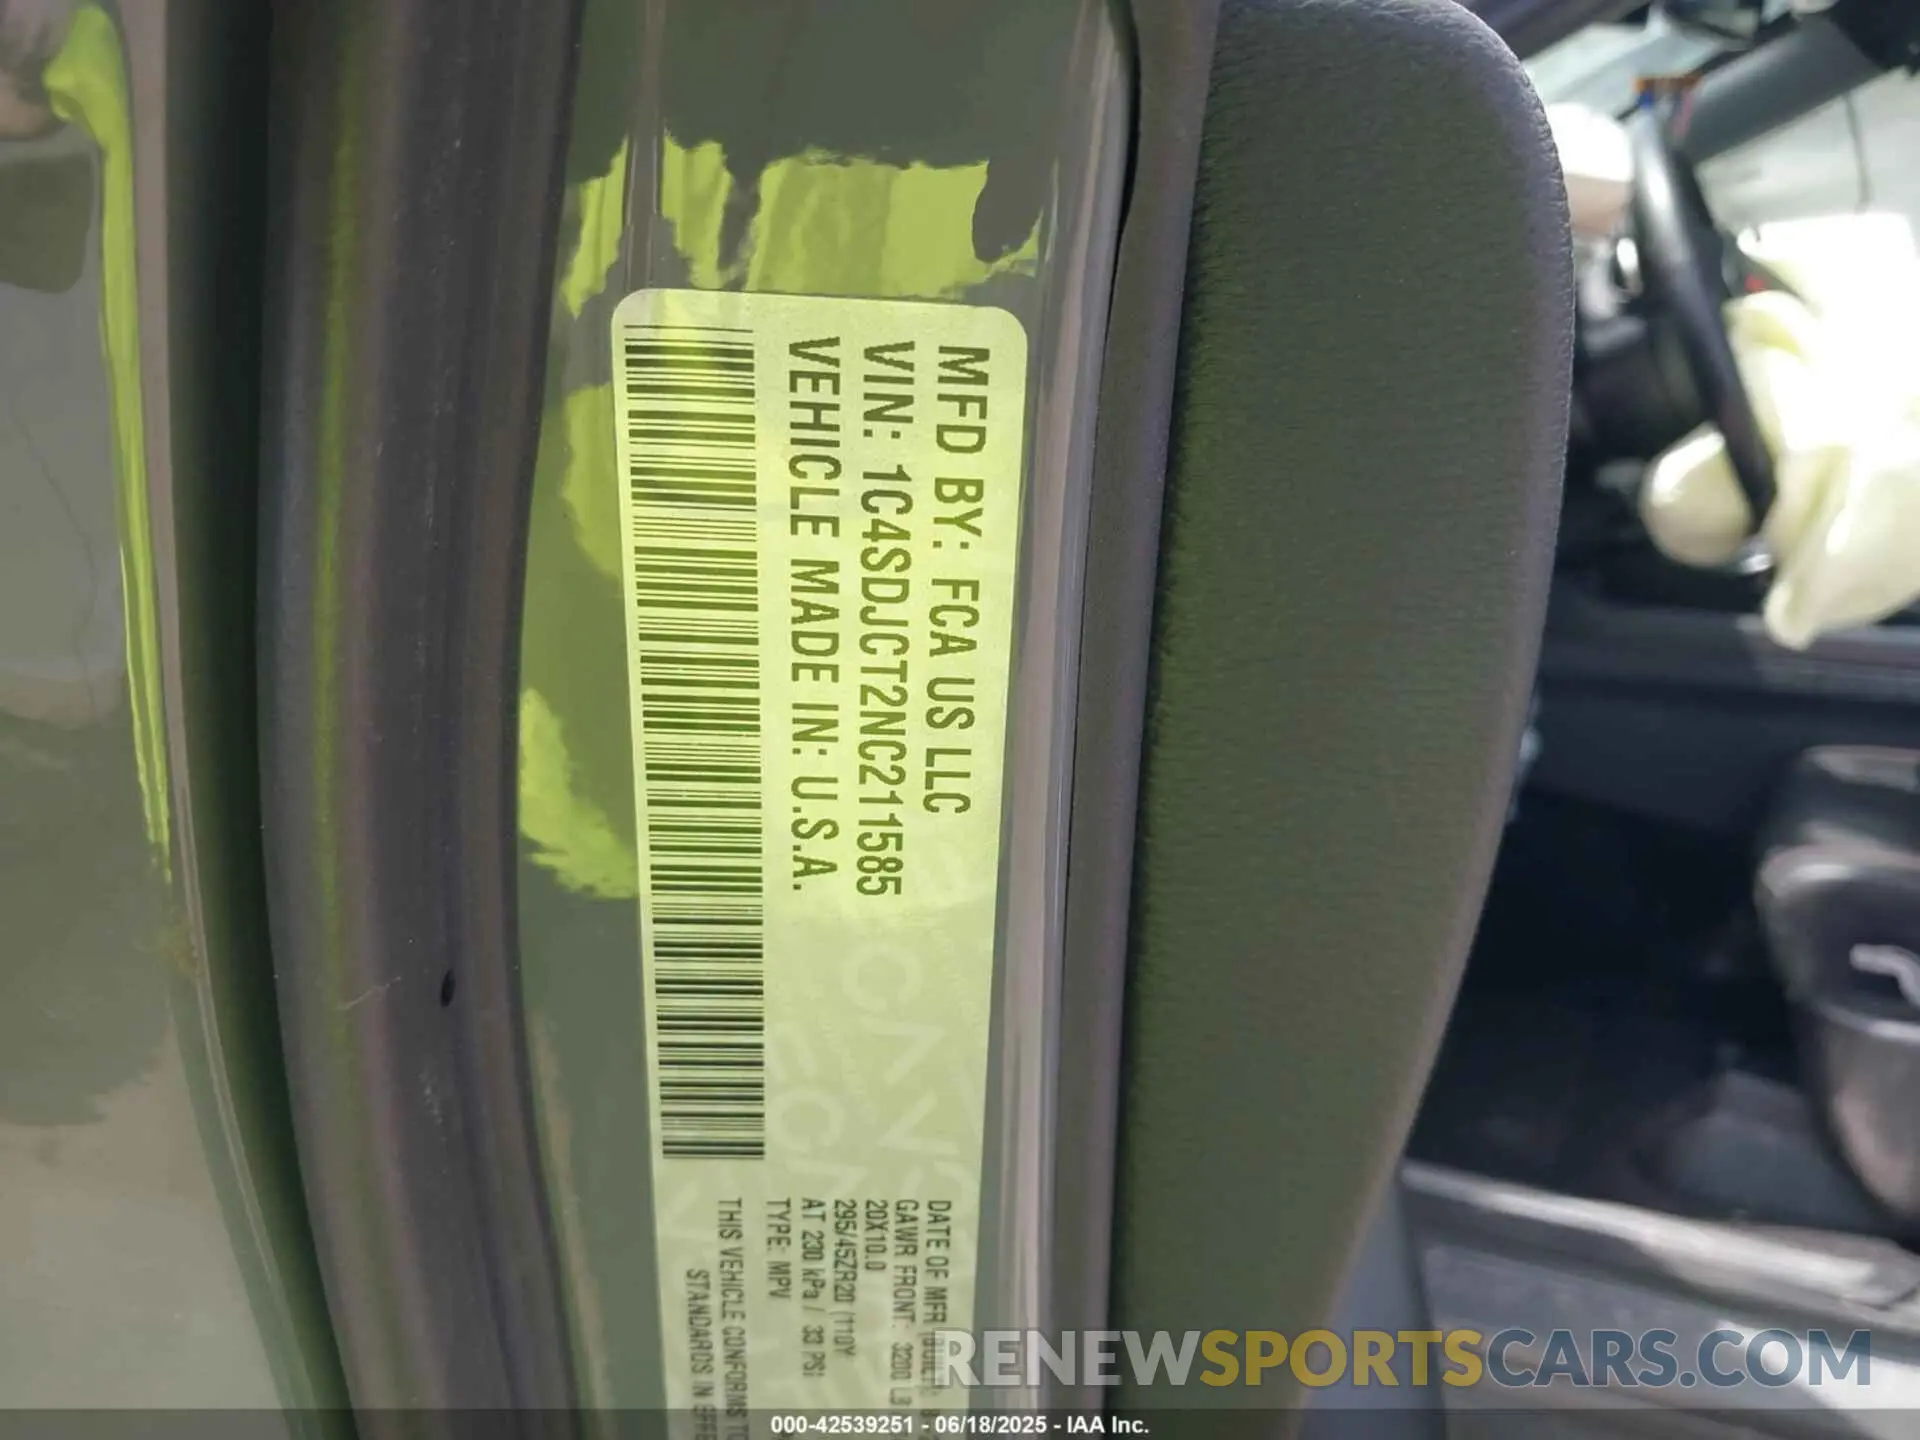 MFD BY: FCA US LLC
VIN: 1C4SDJCT2NC211585
VEHICLE MADE IN: U.S.A.
DATE OF MFR
GAWR FRONT: 3200 LB
20X10.0
295/45ZR20 (110Y
AT 230 kPa / 33 PSI
TYPE: MPV
THIS VEHICLE CONFORMS TO
STANDARDS IN
RENEWSPORTSCARS.COM
000-42539251 - 06/18/2025 - IAA Inc.